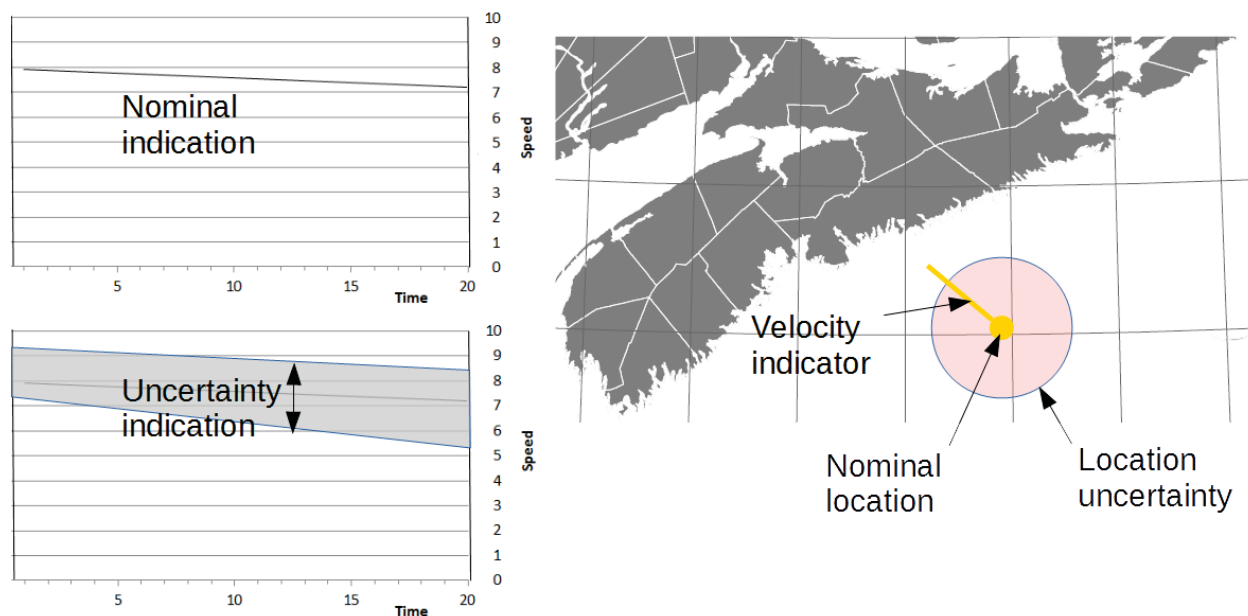 10
9
8
7
6
5
4
3
2
1
0
Speed
Nominal
indication
5
10
15
20
Time
10
9
8
7
6
5
4
3
2
1
0
Speed
Uncertainty
indication
5
10
15
20
Time
Velocity
indicator
Nominal
location
Location
uncertainty